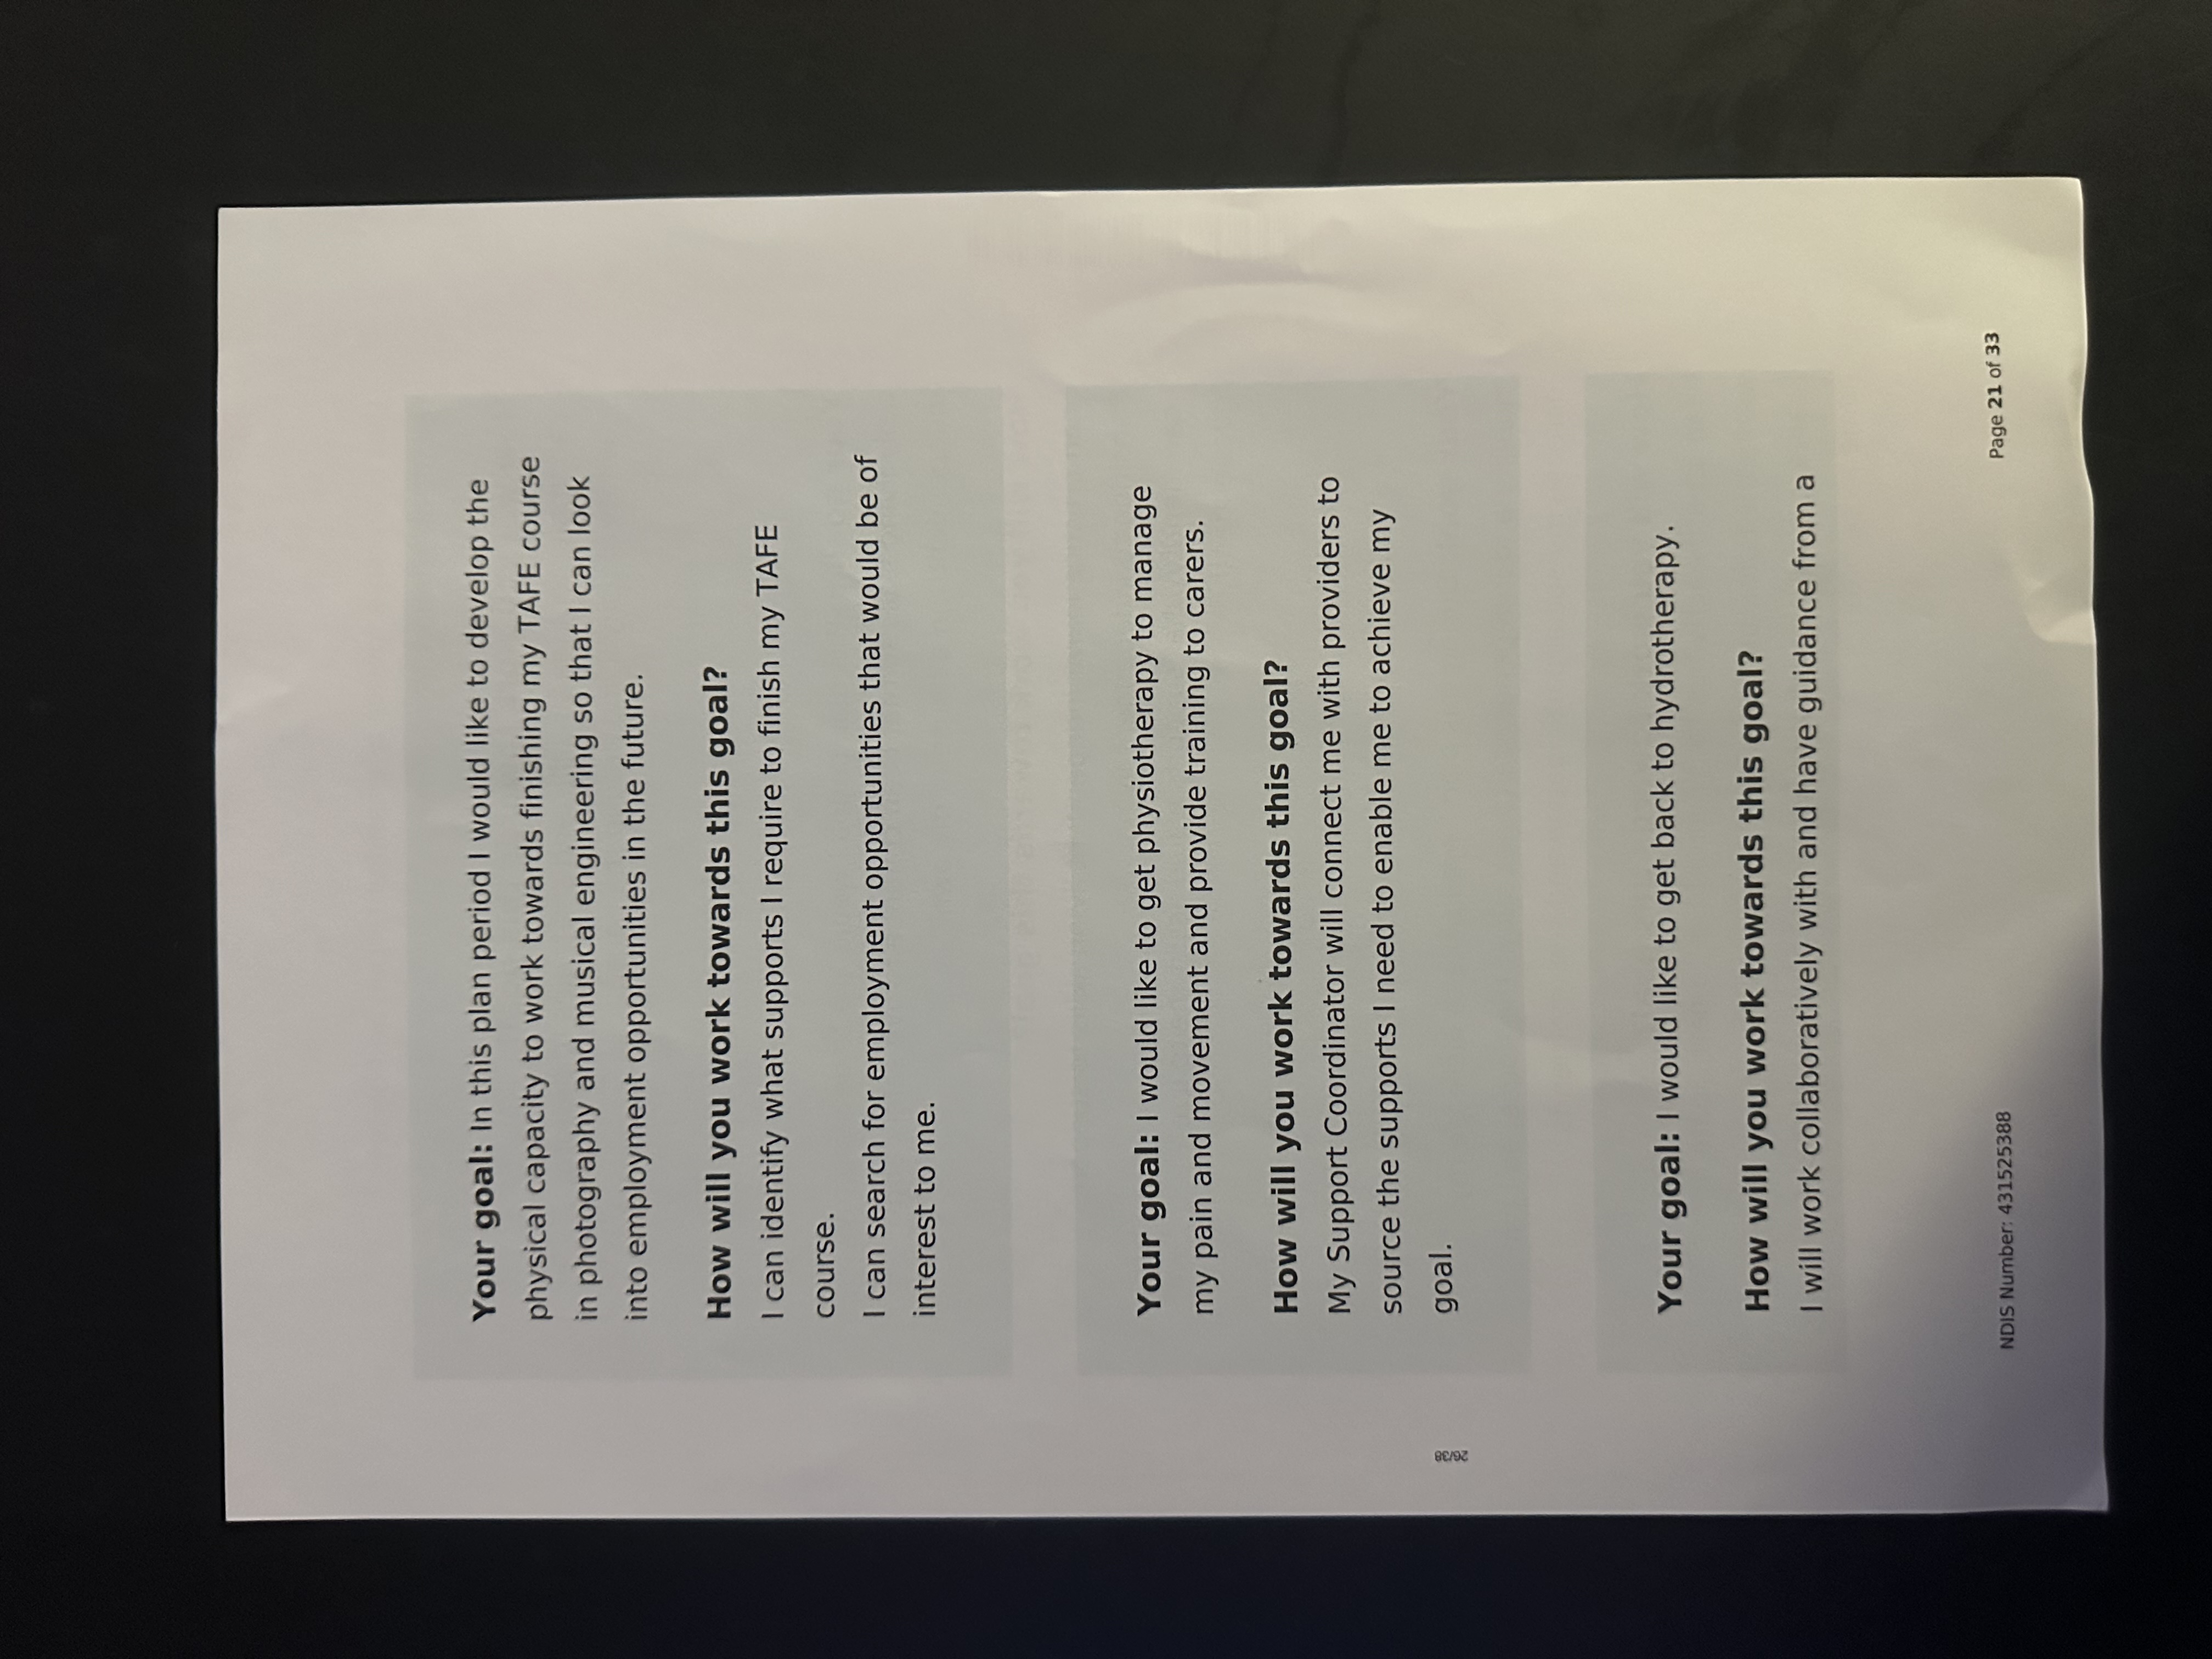 Your goal: In this plan period I would like to develop the
physical capacity to work towards finishing my TAFE course
in photography and musical engineering so that I can look
into employment opportunities in the future.
How will you work towards this goal?
I can identify what supports I require to finish my TAFE
course.
I can search for employment opportunities that would be of
interest to me.
Your goal: I would like to get physiotherapy to manage
my pain and movement and provide training to carers.
How will you work towards this goal?
My Support Coordinator will connect me with providers to
source the supports I need to enable me to achieve my
goal.
26/38
Your goal: I would like to get back to hydrotherapy.
How will you work towards this goal?
I will work collaboratively with and have guidance from a
NDIS Number: 431525388
Page 21 of 33